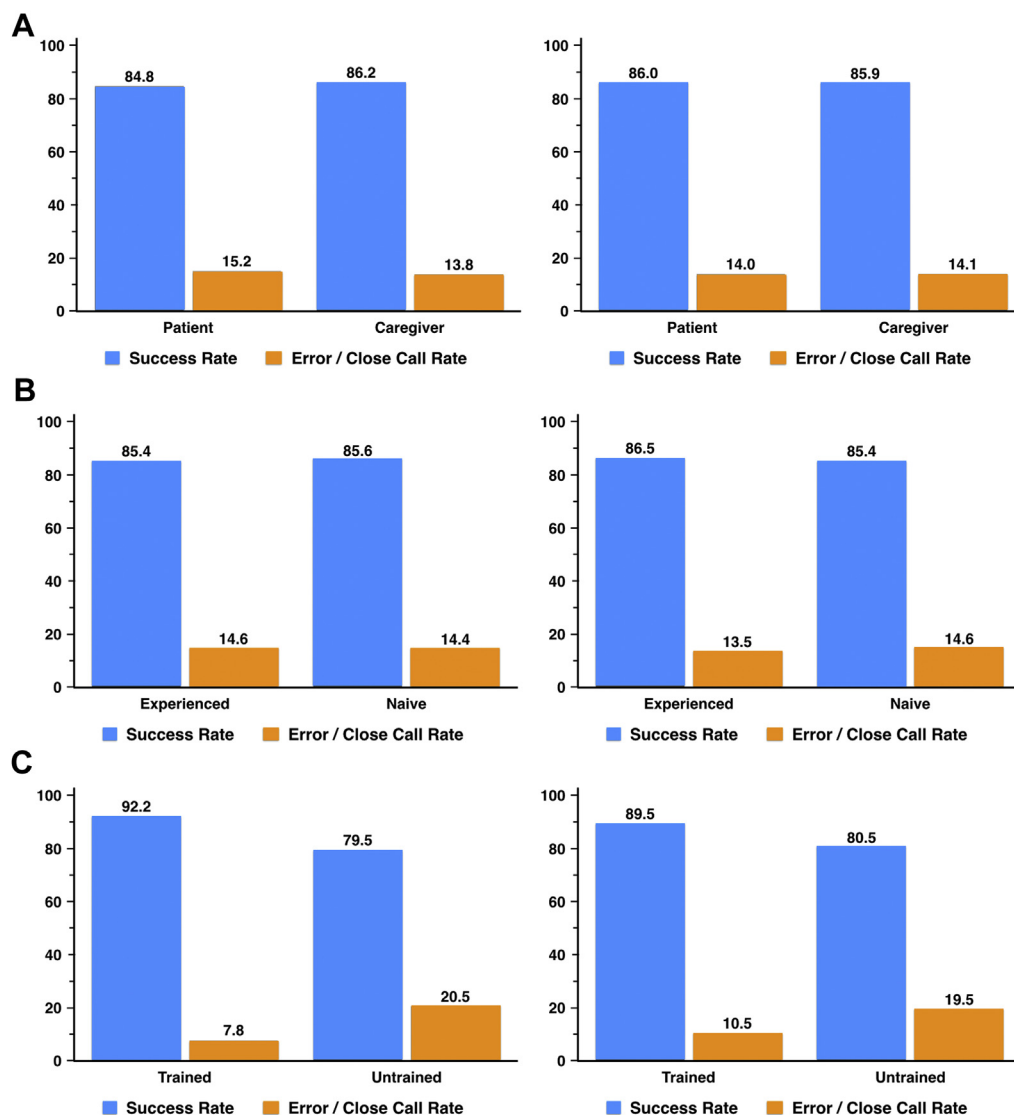 A
100
80
60
40
20
0
84.8
15.2
86.2
13.8
Patient
Caregiver
Success Rate
Error / Close Call Rate
100
80
60
40
20
0
86.0
14.0
85.9
14.1
Patient
Caregiver
Success Rate
Error / Close Call Rate
B
100
80
60
40
20
0
85.4
14.6
85.6
14.4
Experienced
Naive
Success Rate
Error / Close Call Rate
100
80
60
40
20
0
86.5
13.5
85.4
14.6
Experienced
Naive
Success Rate
Error / Close Call Rate
C
100
80
60
40
20
0
92.2
7.8
79.5
20.5
Trained
Untrained
Success Rate
Error / Close Call Rate
100
80
60
40
20
0
89.5
10.5
80.5
19.5
Trained
Untrained
Success Rate
Error / Close Call Rate